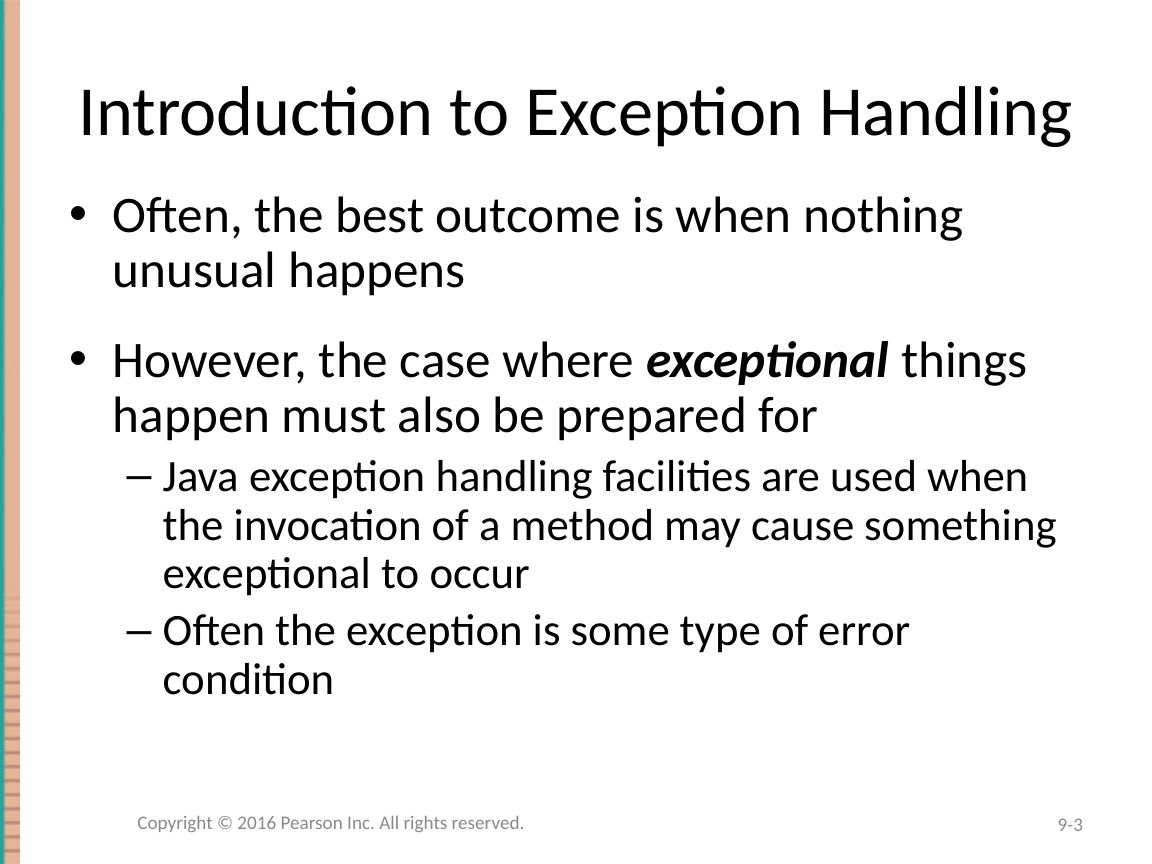 Introduction to Exception Handling
• Often, the best outcome is when nothing
unusual happens
• However, the case where exceptional things
happen must also be prepared for
– Java exception handling facilities are used when
the invocation of a method may cause something
exceptional to occur
– Often the exception is some type of error
condition
Copyright © 2016 Pearson Inc. All rights reserved.
9-3